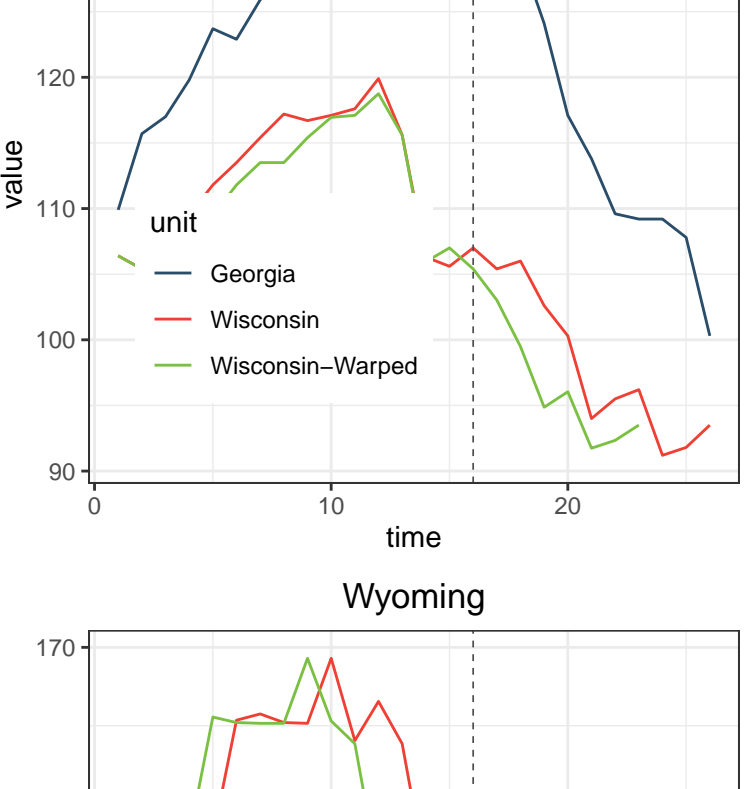 120
value
110
unit
Georgia
Wisconsin
100
Wisconsin−Warped
90
0 10 20
time
Wyoming
170